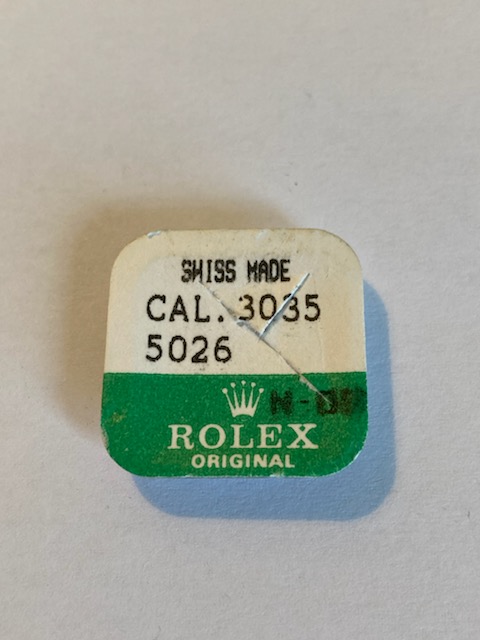 SWISS MADE
CAL. 3035
5026
ROLEX
ORIGINAL